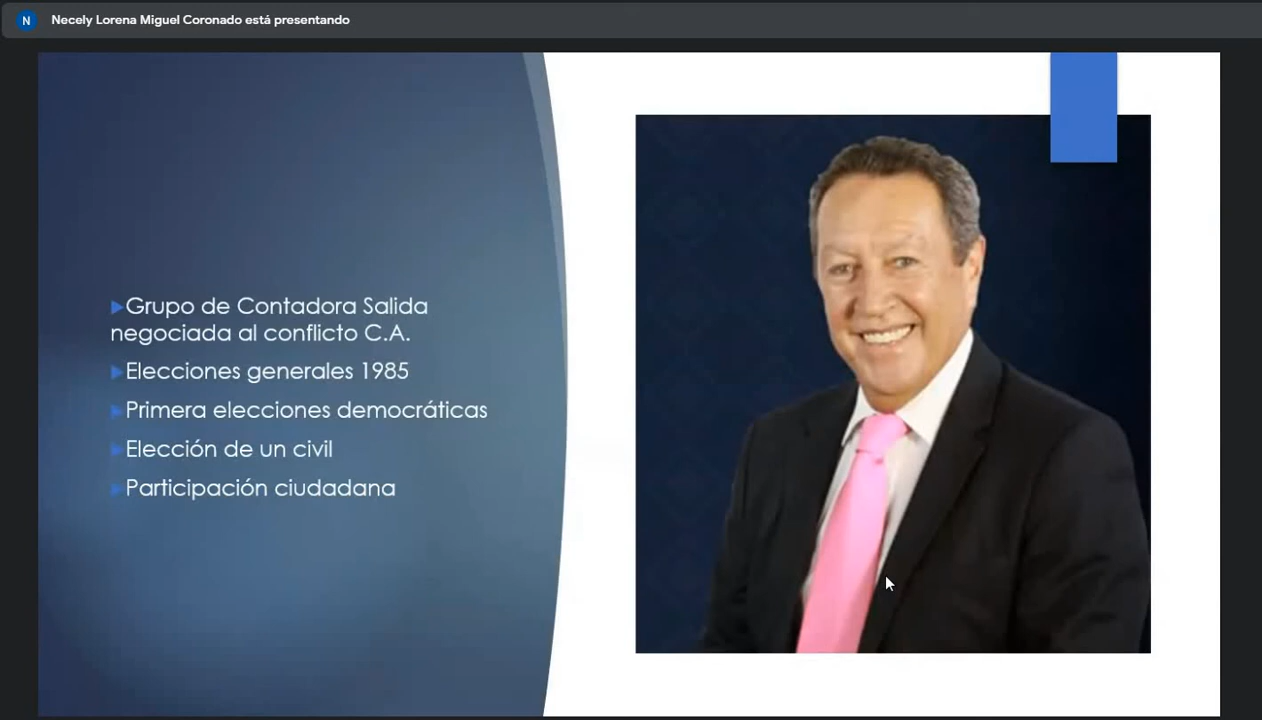 N Necely Lorena Miguel Coronado está presentando
Grupo de Contadora Salida
negociada al conflicto C.A.
Elecciones generales 1985
Primera elecciones democráticas
Elección de un civil
Participación ciudadana